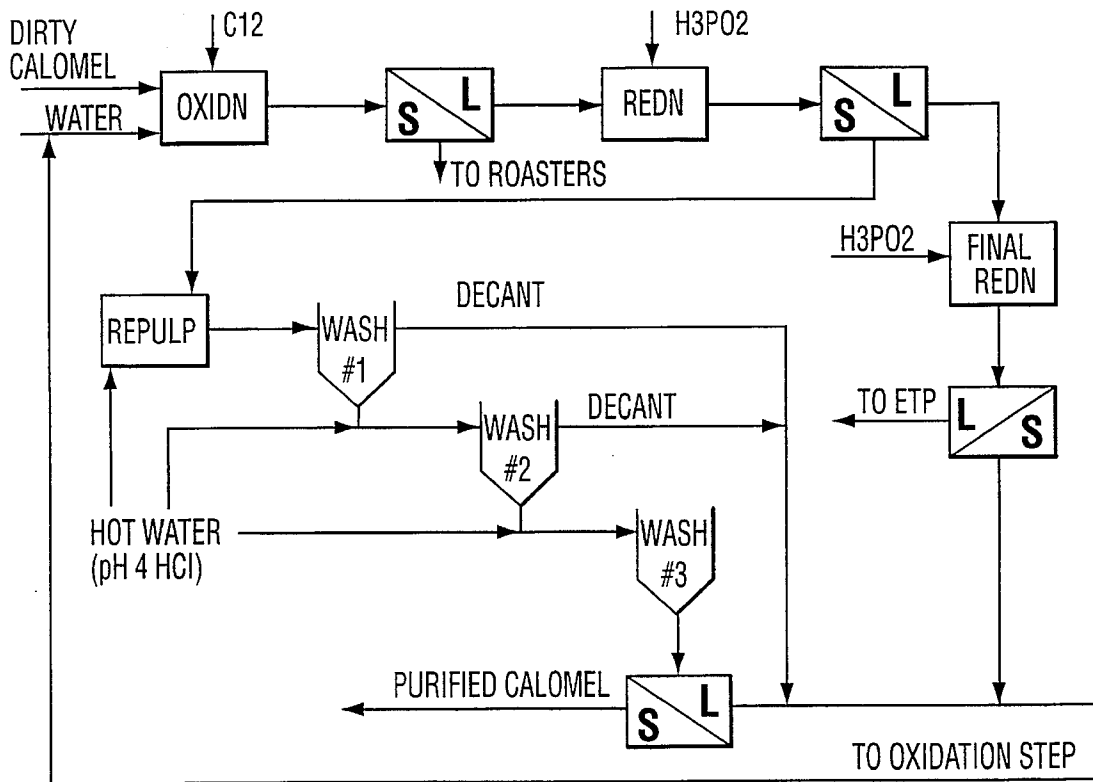 DIRTY
CALOMEL
C12
H3PO2
WATER
OXIDN
S L
REDN
S L
TO ROASTERS
H3PO2
FINAL
REDN
DECANT
REPULP
WASH
#1
DECANT
TO ETP
L S
WASH
#2
HOT WATER
(pH 4 HCl)
WASH
#3
PURIFIED CALOMEL
S L
TO OXIDATION STEP